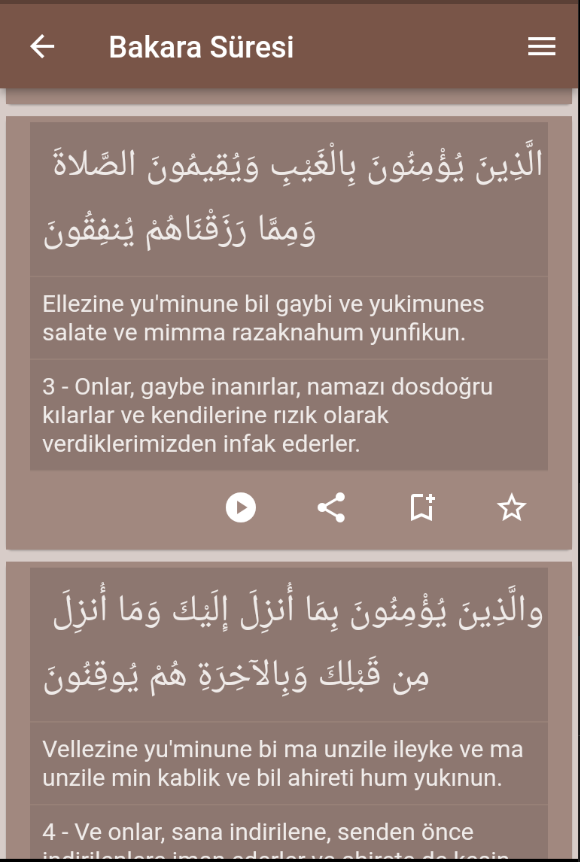 Bakara Süresi
الَّذِينَ يُؤْمِنُونَ بِالْغَيْبِ وَيُقِيمُونَ الصَّلاةَ
وَمِمَّا رَزَقْنَاهُمْ يُنفِقُونَ
Ellezine yu'minune bil gaybi ve yukimunes
salate ve mimma razaknahum yunfikun.
3 - Onlar, gaybe inanırlar, namazı dosdoğru
kılarlar ve kendilerine rızık olarak
verdiklerimizden infak ederler.
والَّذِينَ يُؤْمِنُونَ بِمَا أُنزِلَ إِلَيْكَ وَمَا أُنزِلَ
مِن قَبْلِكَ وَبِالآخِرَةِ هُمْ يُوقِنُونَ
Vellezine yu'minune bi ma unzile ileyke ve ma
unzile min kablik ve bil ahireti hum yukınun.
4 - Ve onlar, sana indirilene, senden önce